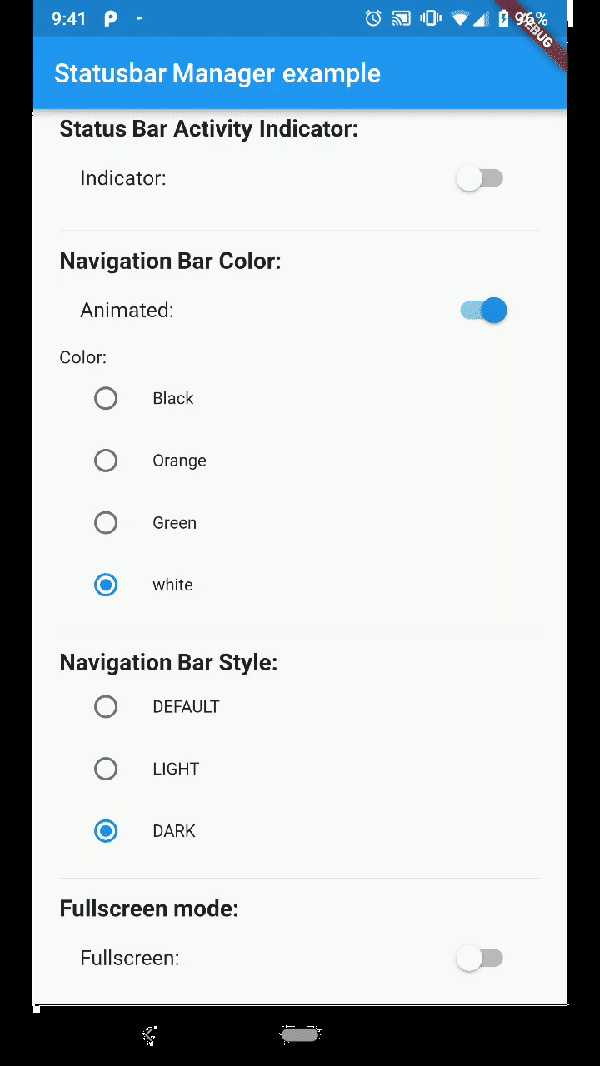 9:41 96%
DEBUG
Statusbar Manager example
Status Bar Activity Indicator:
Indicator:
Navigation Bar Color:
Animated:
Color:
Black
Orange
Green
white
Navigation Bar Style:
DEFAULT
LIGHT
DARK
Fullscreen mode:
Fullscreen: